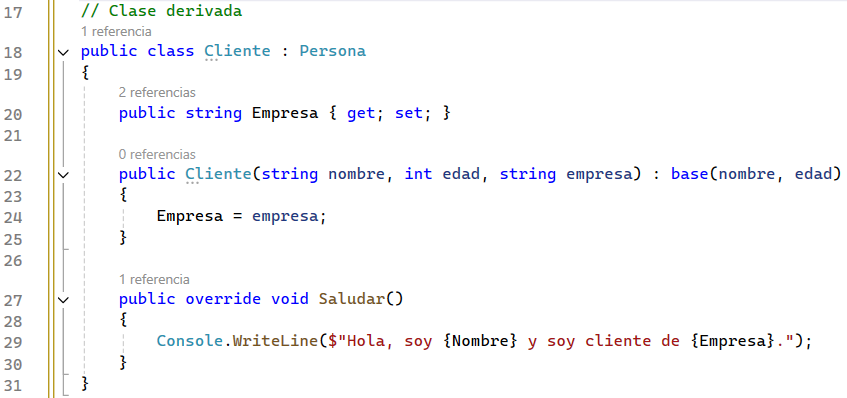 17 // Clase derivada
1 referencia
18 public class Cliente : Persona
19 {
2 referencias
20 public string Empresa { get; set; }
21
0 referencias
22 public Cliente(string nombre, int edad, string empresa) : base(nombre, edad)
23 {
24 Empresa = empresa;
25 }
26
1 referencia
27 public override void Saludar()
28 {
29 Console.WriteLine($"Hola, soy {Nombre} y soy cliente de {Empresa}.");
30 }
31 }